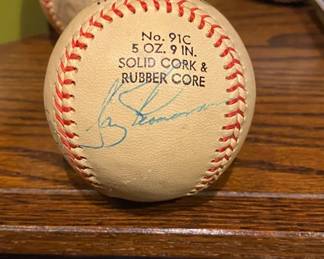 No. 91C
5 OZ. 9 IN.
SOLID CORK &
RUBBER CORE